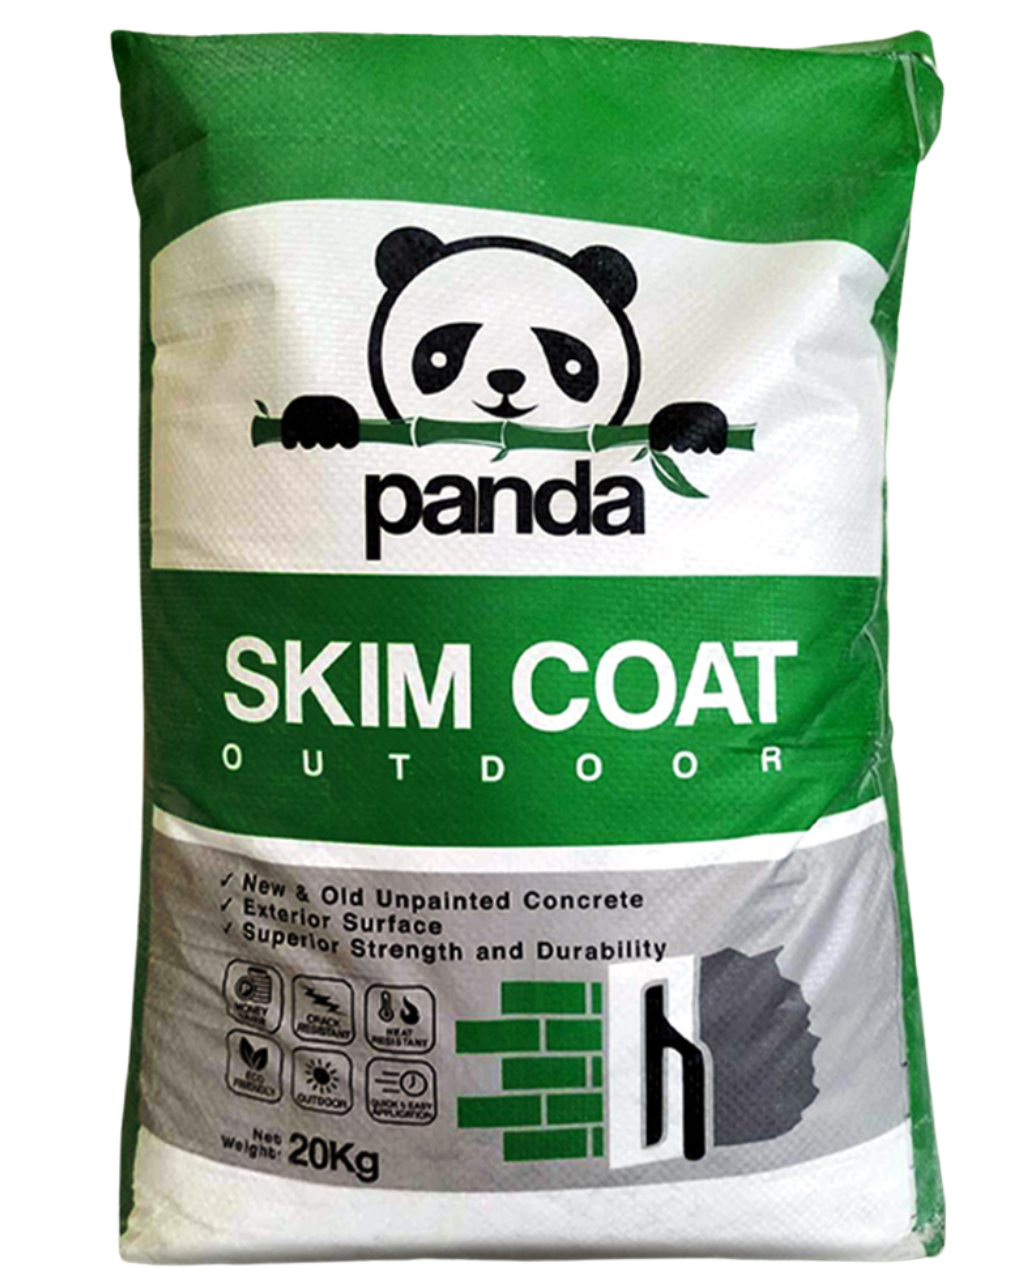 panda
SKIM COAT
OUTDOOR
✓ New & Old Unpainted Concrete
✓ Exterior Surface
✓ Superior Strength and Durability
MONEY
CRACK
RESISTANT
HEAT
RESISTANT
ECO
FRIENDLY
OUTDOOR
QUICK & EASY
APPLICATION
Net
Weight:
20Kg